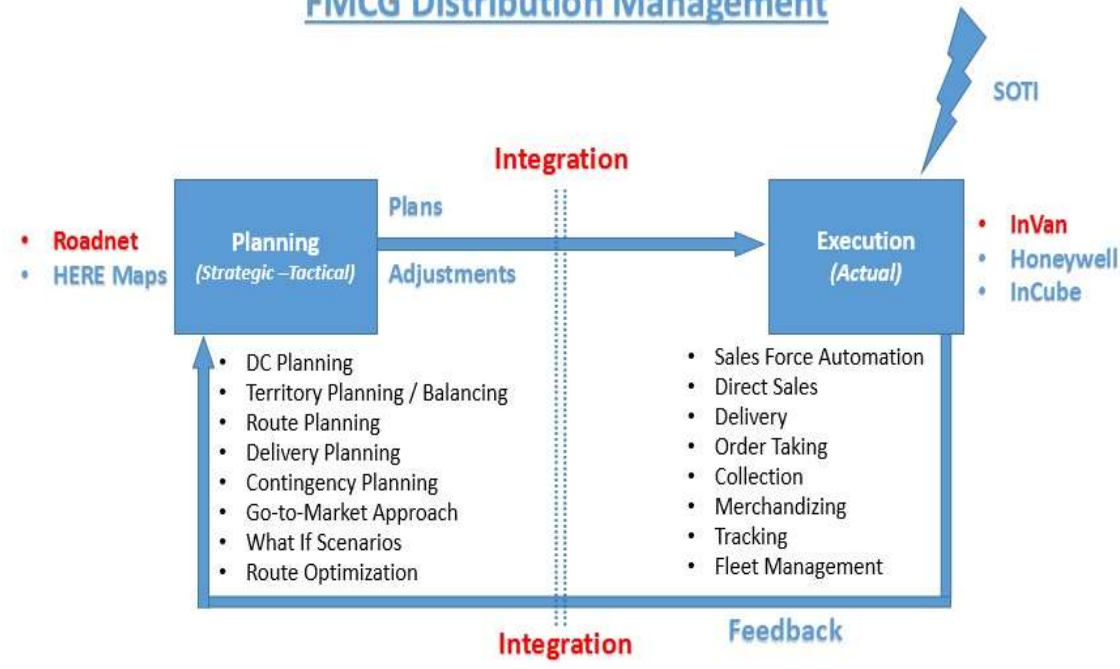 FMCG Distribution Management
SOTI
Integration
• Roadnet
• HERE Maps
Planning
(Strategic –Tactical)
Plans
Adjustments
Execution
(Actual)
• InVan
• Honeywell
• InCube
• DC Planning
• Territory Planning / Balancing
• Route Planning
• Delivery Planning
• Contingency Planning
• Go-to-Market Approach
• What If Scenarios
• Route Optimization
• Sales Force Automation
• Direct Sales
• Delivery
• Order Taking
• Collection
• Merchandizing
• Tracking
• Fleet Management
Integration
Feedback